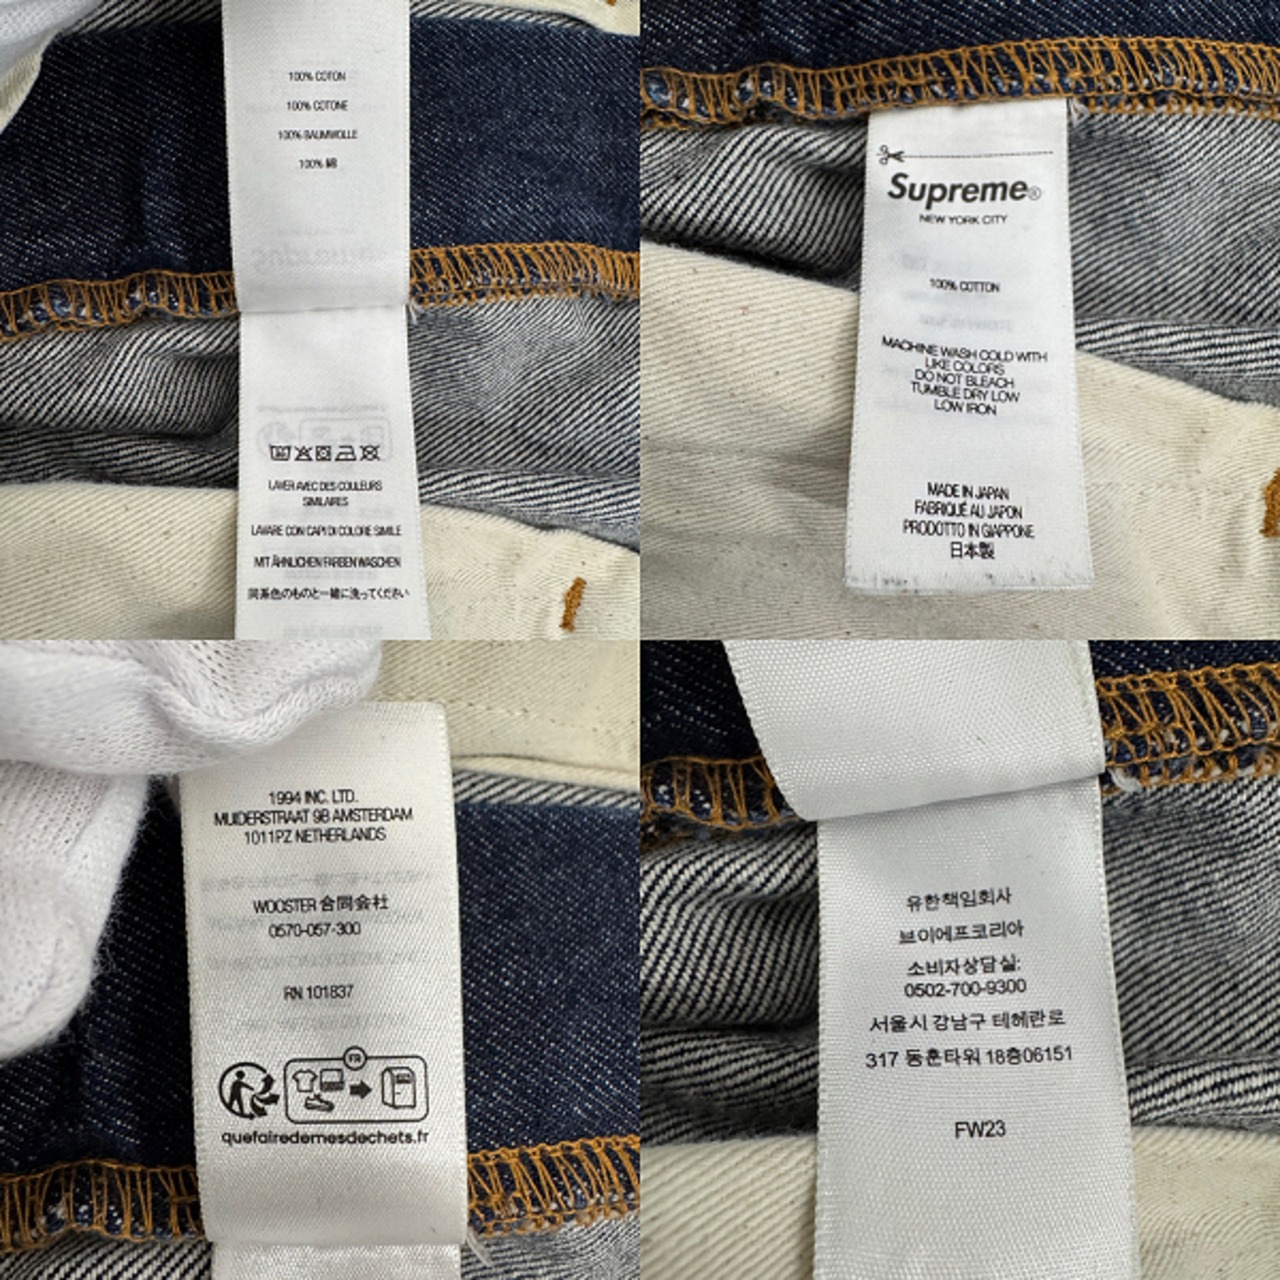 100% COTON
100% COTONE
100% BAUMWOLLE
100% 綿
LAVER AVEC DES COULEURS
SIMILAIRES
LAVARE CON CAPI DI COLORE SIMILE
MIT ÄHNLICHEN FARBEN WASCHEN
同系色のものと一緒に洗ってください
Supreme®
NEW YORK CITY
100% COTTON
MACHINE WASH COLD WITH
LIKE COLORS
DO NOT BLEACH
TUMBLE DRY LOW
LOW IRON
MADE IN JAPAN
FABRIQUÉ AU JAPON
PRODOTTO IN GIAPPONE
日本製
1994 INC. LTD.
MUIDERSTRAAT 9B AMSTERDAM
1011PZ NETHERLANDS
WOOSTER 合同会社
0570-057-300
RN 101837
FR
quefairedemesdechets.fr
유한책임회사
브이에프코리아
소비자상담실:
0502-700-9300
서울시 강남구 테헤란로
317 동훈타워 18층06151
FW23